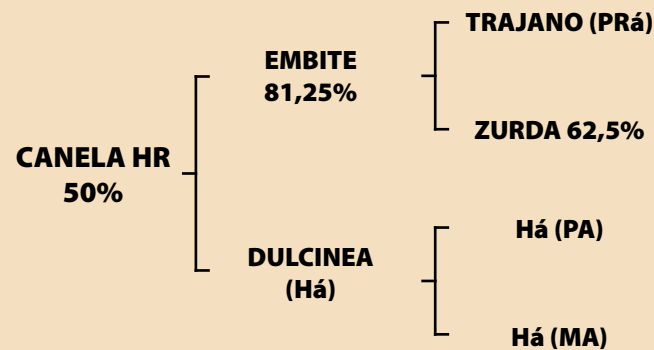 CANELA HR
50%
EMBITE
81,25%
DULCINEA
(Há)
TRAJANO (PRá)
ZURDA 62,5%
Há (PA)
Há (MA)